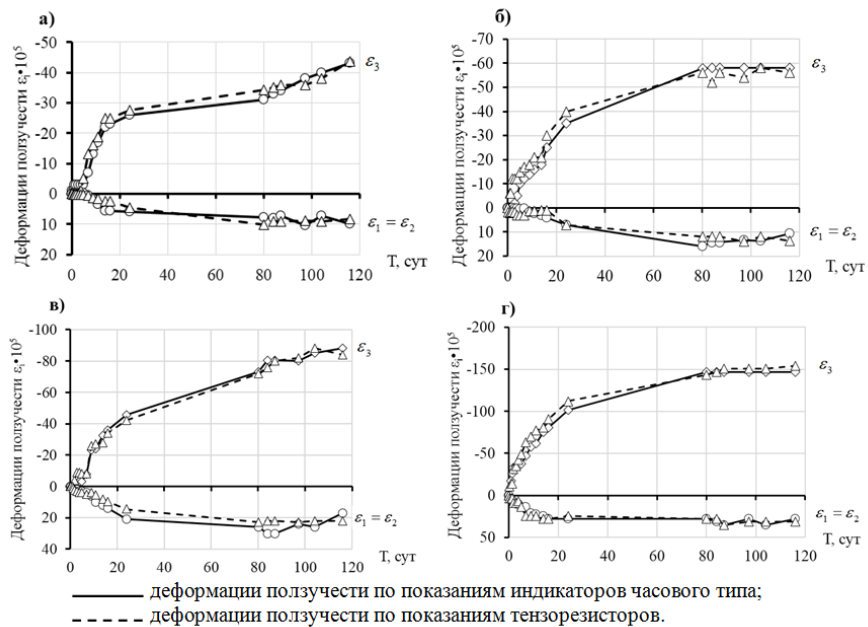 а)
Деформации ползучести εᵢ•10⁵
-50
-40
-30
-20
-10
0
10
20
0 20 40 60 80 100 120
ε₃
ε₁ = ε₂
T, сут
б)
Деформации ползучести εᵢ•10⁵
-70
-60
-50
-40
-30
-20
-10
0
10
20
0 20 40 60 80 100 120
ε₃
ε₁ = ε₂
T, сут
в)
Деформации ползучести εᵢ•10⁵
-100
-80
-60
-40
-20
0
20
40
0 20 40 60 80 100 120
ε₃
ε₁ = ε₂
T, сут
г)
Деформации ползучести εᵢ•10⁵
-200
-150
-100
-50
0
50
0 20 40 60 80 100 120
ε₃
ε₁ = ε₂
T, сут
деформации ползучести по показаниям индикаторов часового типа;
деформации ползучести по показаниям тензорезисторов.